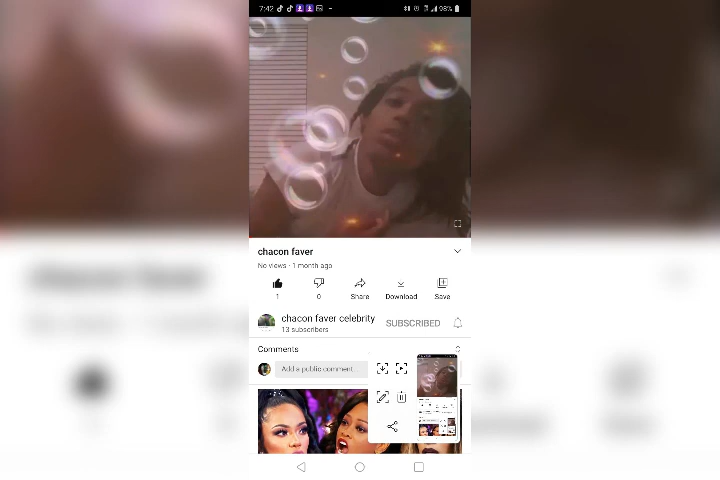 7:42
98%
chacon faver
No views · 1 month ago
1
0
Share
Download
Save
chacon faver celebrity
SUBSCRIBED
13 subscribers
Comments
Add a public comment...